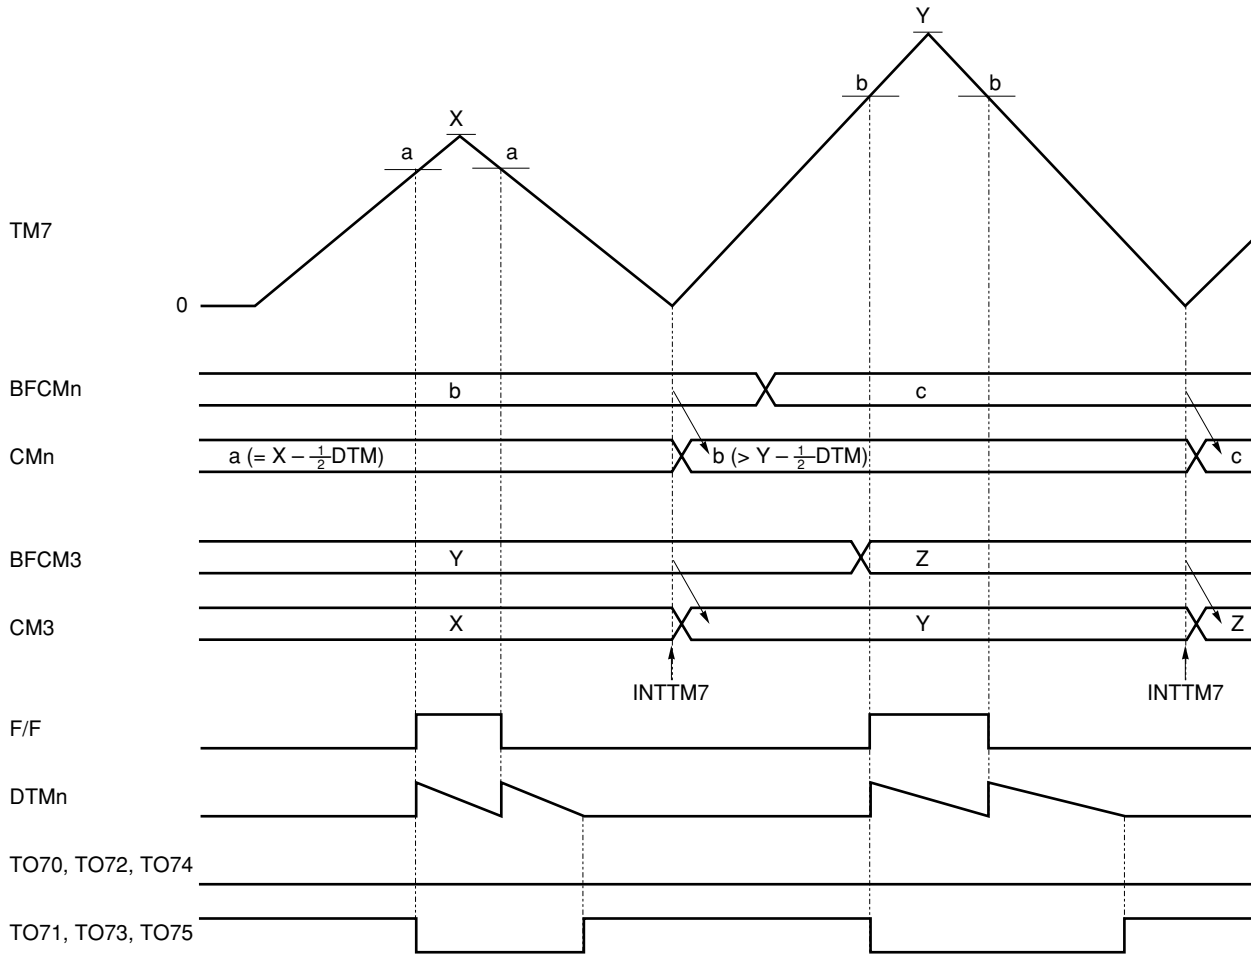 Y
b
b
X
a
a
TM7
0
BFCMn
b
c
CMn
a (= X – 1/2 DTM)
b (> Y – 1/2 DTM)
c
BFCM3
Y
Z
CM3
X
Y
Z
INTTM7
INTTM7
F/F
DTMn
TO70, TO72, TO74
TO71, TO73, TO75